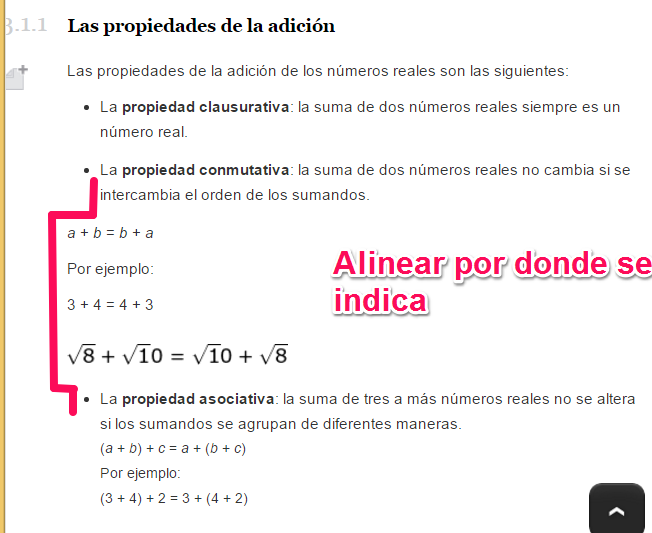 3.1.1 Las propiedades de la adición
Las propiedades de la adición de los números reales son las siguientes:
• La propiedad clausurativa: la suma de dos números reales siempre es un
número real.
• La propiedad conmutativa: la suma de dos números reales no cambia si se
intercambia el orden de los sumandos.
a + b = b + a
Por ejemplo:
3 + 4 = 4 + 3
√8 + √10 = √10 + √8
Alinear por donde se
indica
• La propiedad asociativa: la suma de tres a más números reales no se altera
si los sumandos se agrupan de diferentes maneras.
(a + b) + c = a + (b + c)
Por ejemplo:
(3 + 4) + 2 = 3 + (4 + 2)